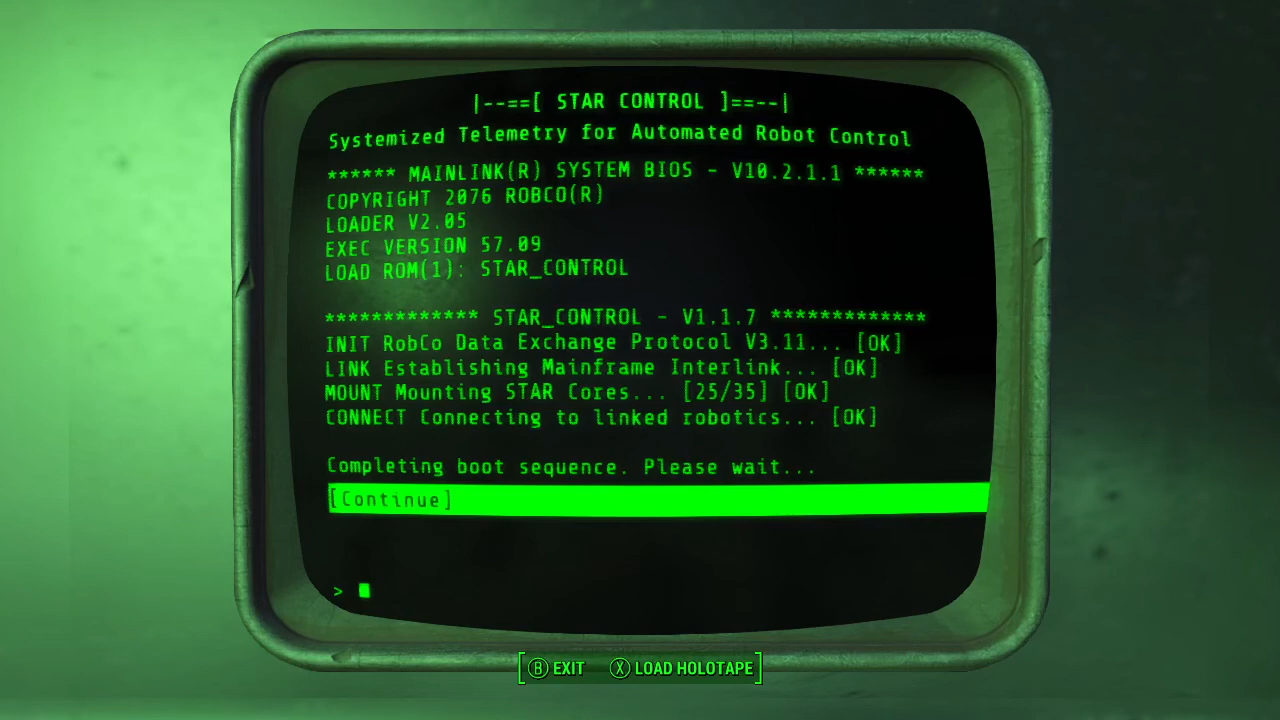 |--==[ STAR CONTROL ]==--|
Systemized Telemetry for Automated Robot Control
****** MAINLINK(R) SYSTEM BIOS - V10.2.1.1 ******
COPYRIGHT 2076 ROBCO(R)
LOADER V2.05
EXEC VERSION 57.09
LOAD ROM(1): STAR_CONTROL
************* STAR_CONTROL - V1.1.7 *************
INIT RobCo Data Exchange Protocol V3.11... [OK]
LINK Establishing Mainframe Interlink... [OK]
MOUNT Mounting STAR Cores... [25/35] [OK]
CONNECT Connecting to linked robotics... [OK]
Completing boot sequence. Please wait...
[Continue]
>
[ B EXIT X LOAD HOLOTAPE ]